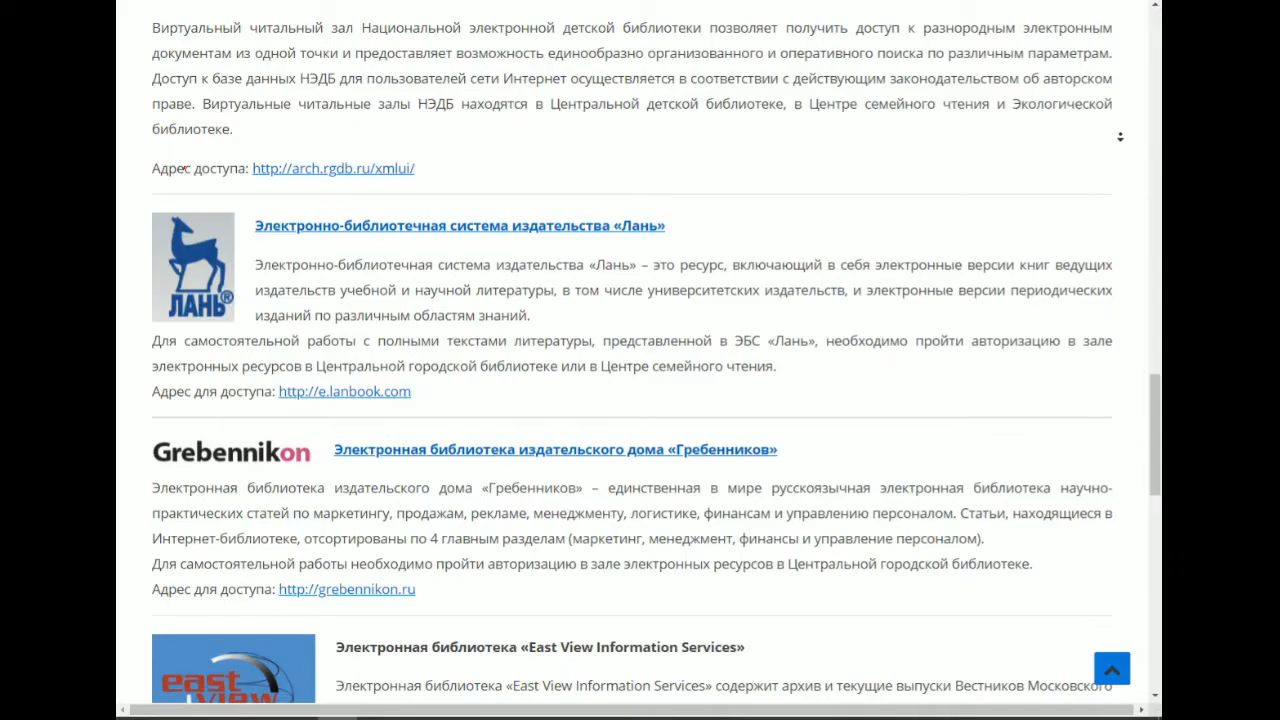 Виртуальный читальный зал Национальной электронной детской библиотеки позволяет получить доступ к разнородным электронным
документам из одной точки и предоставляет возможность единообразно организованного и оперативного поиска по различным параметрам.
Доступ к базе данных НЭДБ для пользователей сети Интернет осуществляется в соответствии с действующим законодательством об авторском
праве. Виртуальные читальные залы НЭДБ находятся в Центральной детской библиотеке, в Центре семейного чтения и Экологической
библиотеке.
Адрес доступа: http://arch.rgdb.ru/xmlui/
ЛАНЬ®
Электронно-библиотечная система издательства «Лань»
Электронно-библиотечная система издательства «Лань» – это ресурс, включающий в себя электронные версии книг ведущих
издательств учебной и научной литературы, в том числе университетских издательств, и электронные версии периодических
изданий по различным областям знаний.
Для самостоятельной работы с полными текстами литературы, представленной в ЭБС «Лань», необходимо пройти авторизацию в зале
электронных ресурсов в Центральной городской библиотеке или в Центре семейного чтения.
Адрес для доступа: http://e.lanbook.com
Grebennikon
Электронная библиотека издательского дома «Гребенников»
Электронная библиотека издательского дома «Гребенников» – единственная в мире русскоязычная электронная библиотека научно-
практических статей по маркетингу, продажам, рекламе, менеджменту, логистике, финансам и управлению персоналом. Статьи, находящиеся в
Интернет-библиотеке, отсортированы по 4 главным разделам (маркетинг, менеджмент, финансы и управление персоналом).
Для самостоятельной работы необходимо пройти авторизацию в зале электронных ресурсов в Центральной городской библиотеке.
Адрес для доступа: http://grebennikon.ru
east view
Электронная библиотека «East View Information Services»
Электронная библиотека «East View Information Services» содержит архив и текущие выпуски Вестников Московского